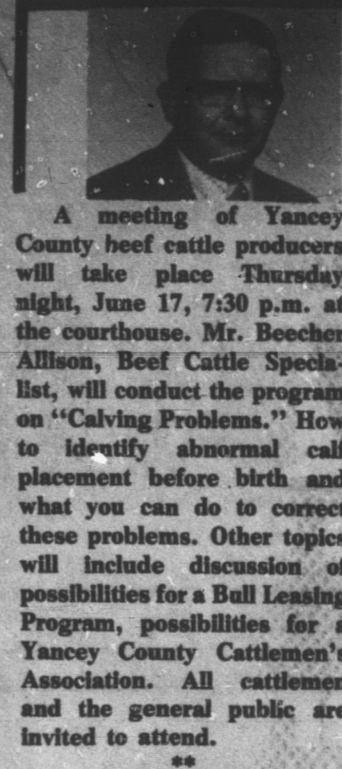 A meeting of Yancey
County beef cattle producers
will take place Thursday
night, June 17, 7:30 p.m. at
the courthouse. Mr. Beecher
Allison, Beef Cattle Specia-
list, will conduct the program
on “Calving Problems.” How
to identify abnormal calf
placement before birth and
what you can do to correct
these problems. Other topics
will include discussion of
possibilities for a Bull Leasing
Program, possibilities for a
Yancey County Cattlemen's
Association. All cattlemen
and the general public are
invited to attend.
**